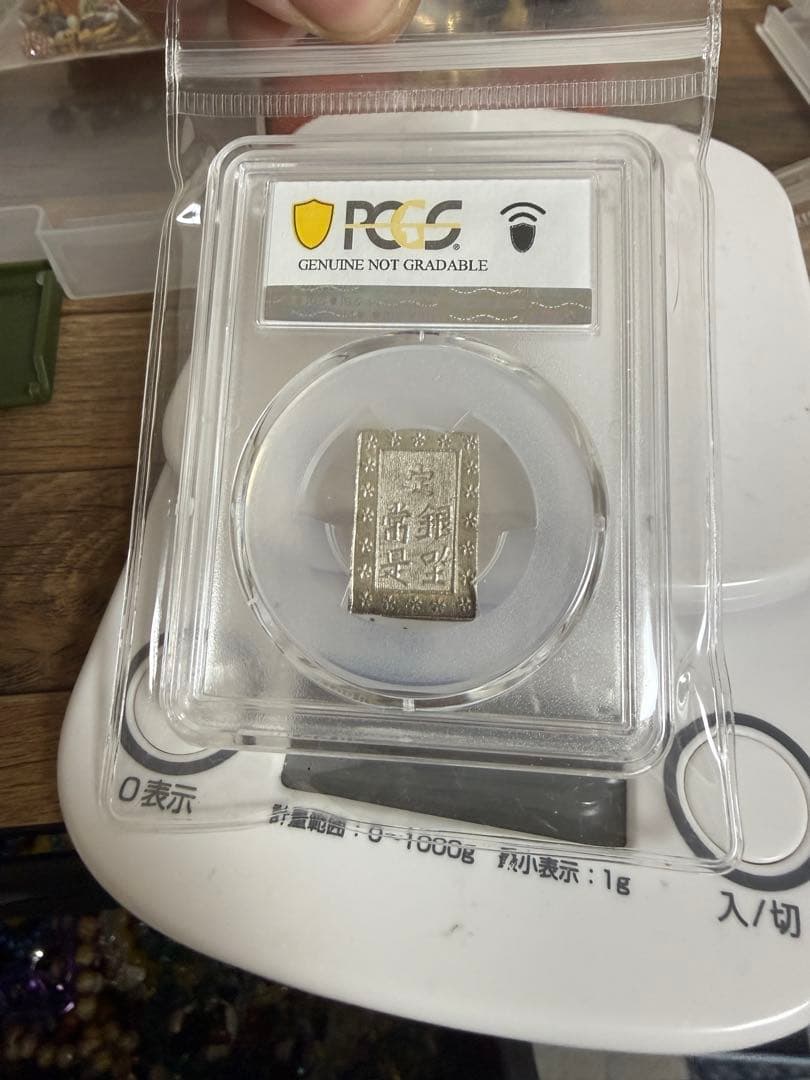 PCGS
GENUINE NOT GRADABLE
定
銀座
常是
0表示
計量範囲:0~1000g 最小表示:1g
入/切